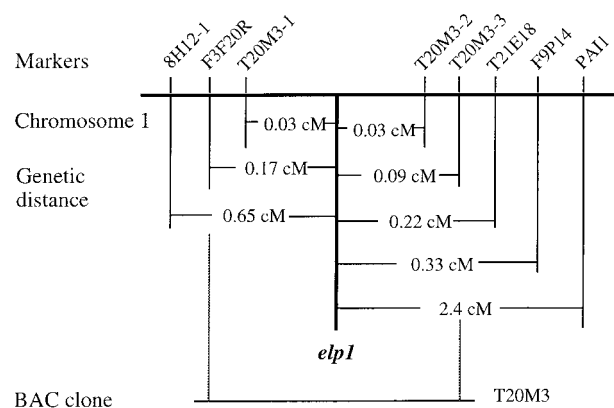 Markers
8H12-1
F3F20R
T20M3-1
T20M3-2
T20M3-3
T21E18
F9P14
PAI1
Chromosome 1
0.03 cM
0.03 cM
Genetic
distance
0.17 cM
0.09 cM
0.65 cM
0.22 cM
0.33 cM
2.4 cM
elp1
BAC clone
T20M3